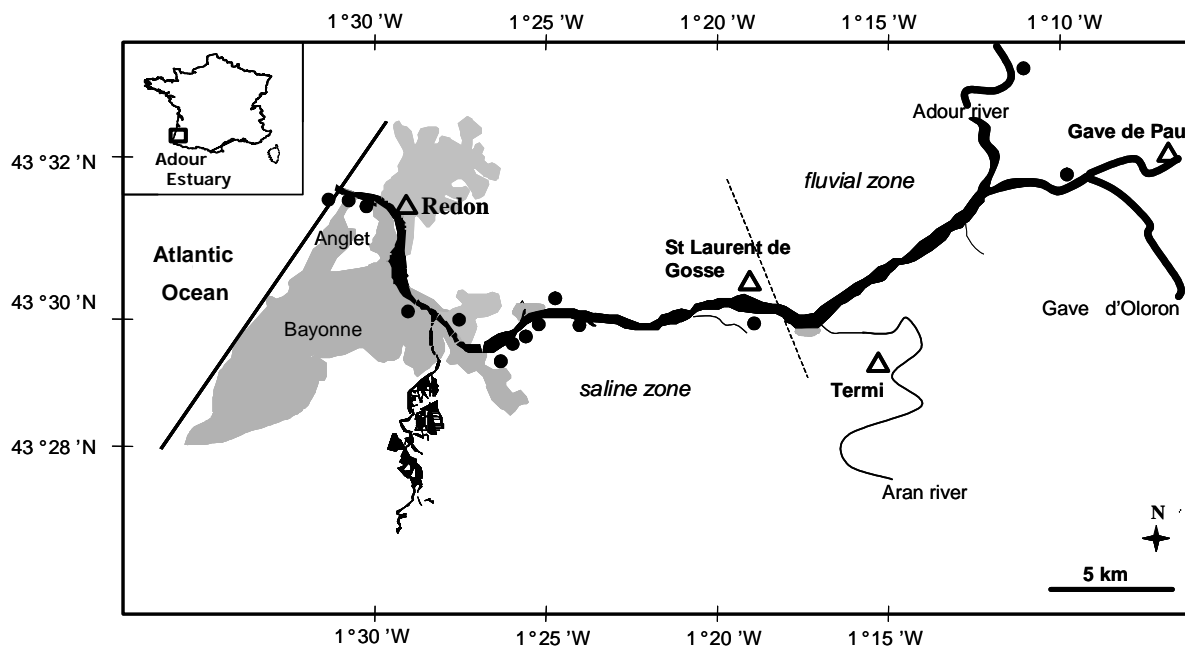 1°30 'W 1°25 'W 1°20 'W 1°15 'W 1°10 'W
Adour
Estuary
Adour river
Gave de Pau
43 °32 'N
fluvial zone
Redon
Anglet
Atlantic
Ocean
St Laurent de
Gosse
43 °30 'N
Bayonne
Gave d'Oloron
saline zone
Termi
43 °28 'N
Aran river
N
5 km
1°30 'W 1°25 'W 1°20 'W 1°15 'W